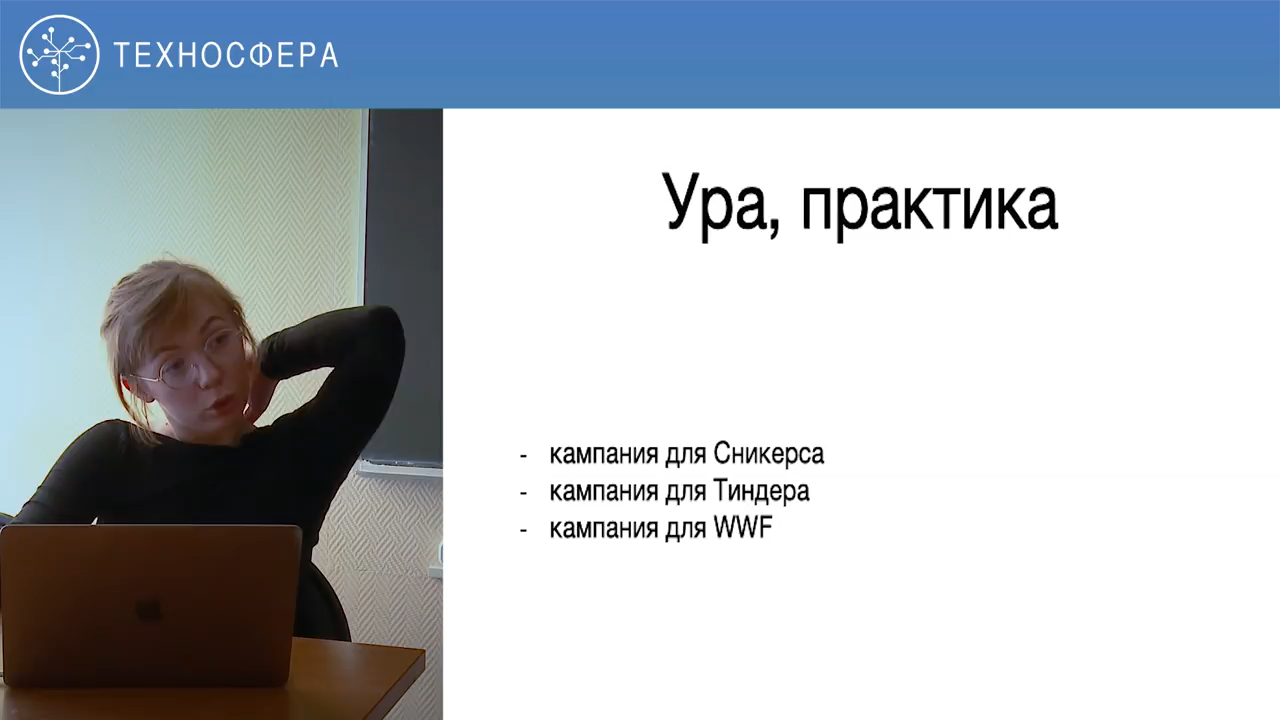 ТЕХНОСФЕРА
Ура, практика
- кампания для Сникерса
- кампания для Тиндера
- кампания для WWF